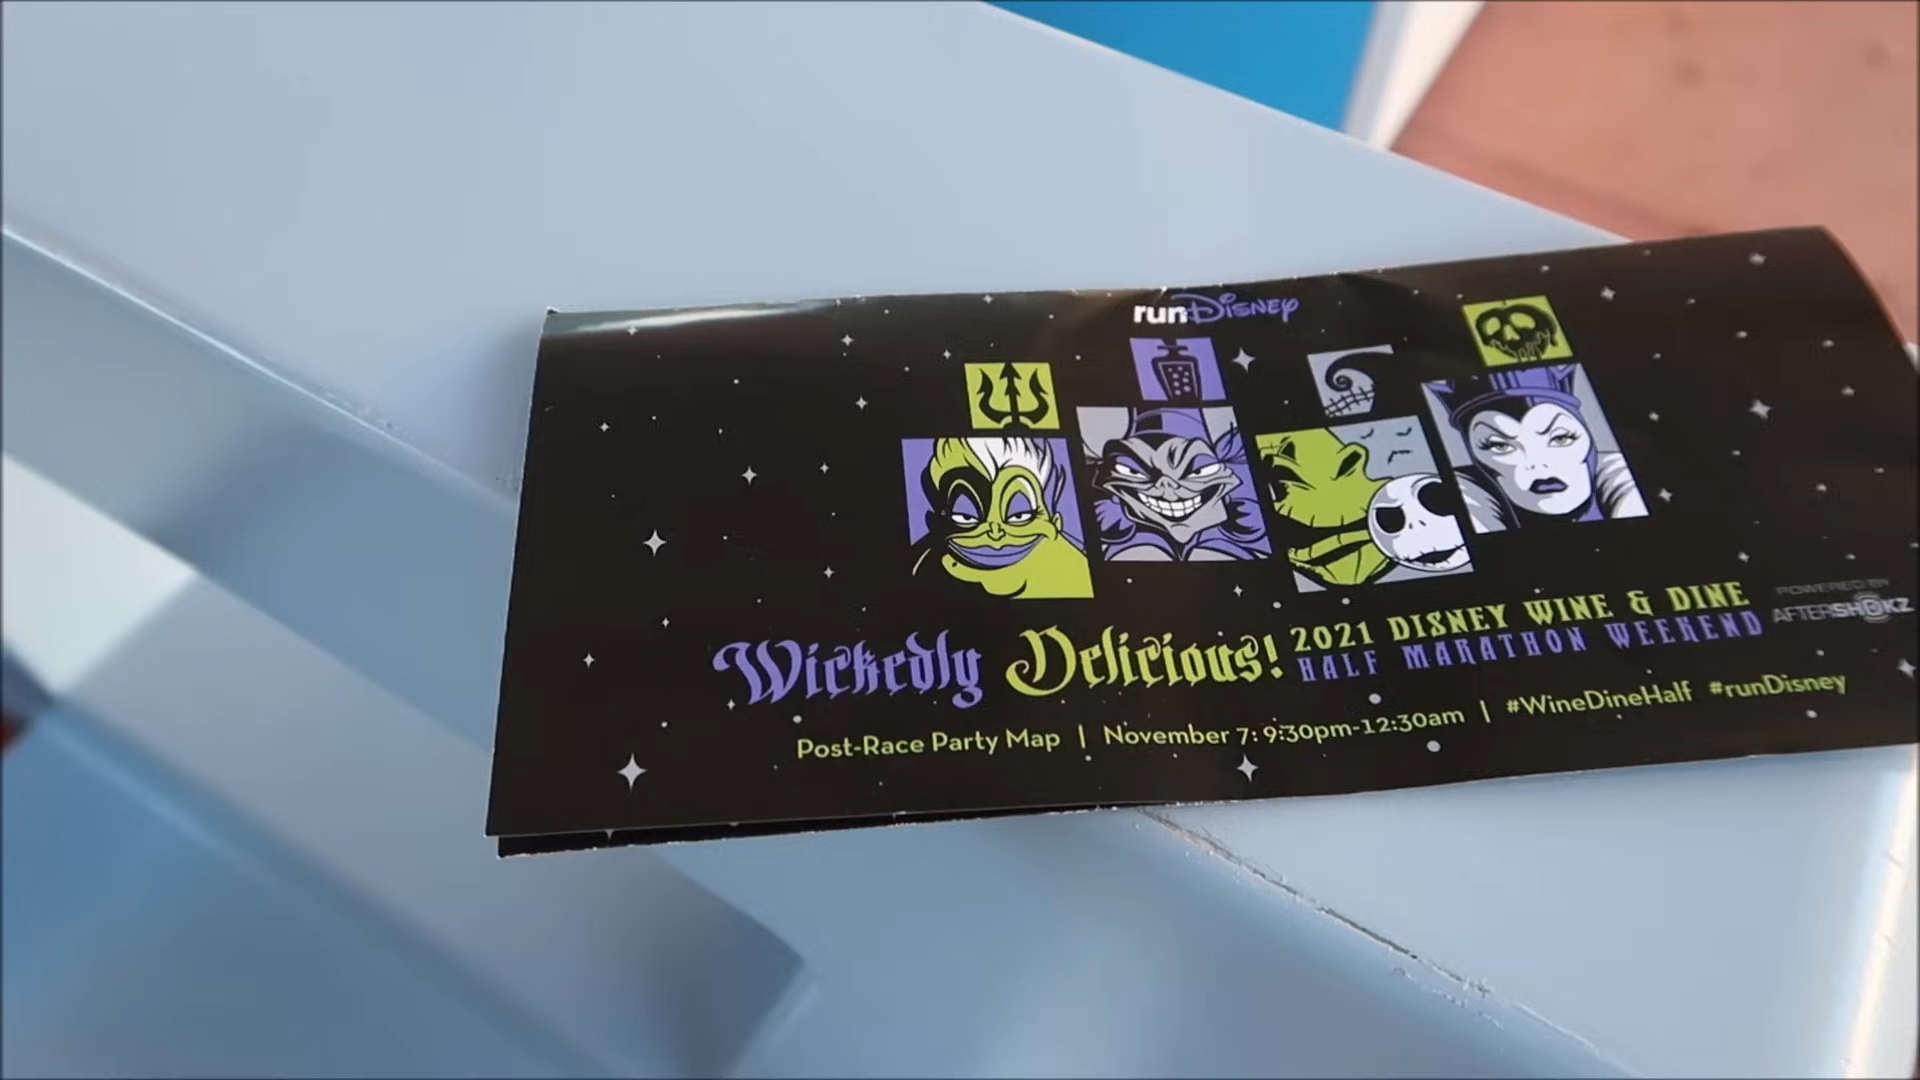 runDisney
Wickedly Delicious! 2021 DISNEY WINE & DINE
HALF MARATHON WEEKEND
POWERED BY
AFTERSHOKZ
Post-Race Party Map | November 7: 9:30pm-12:30am | #WineDineHalf #runDisney